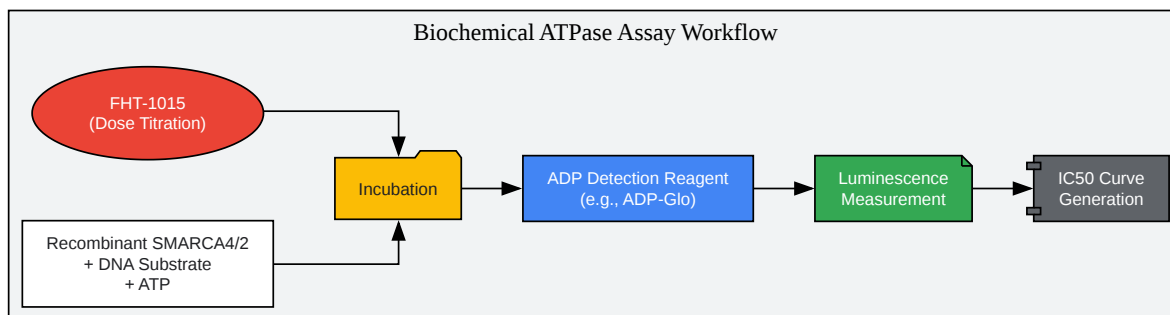 Biochemical ATPase Assay Workflow
FHT-1015
(Dose Titration)
Incubation
ADP Detection Reagent
(e.g., ADP-Glo)
Luminescence
Measurement
IC50 Curve
Generation
Recombinant SMARCA4/2
+ DNA Substrate
+ ATP